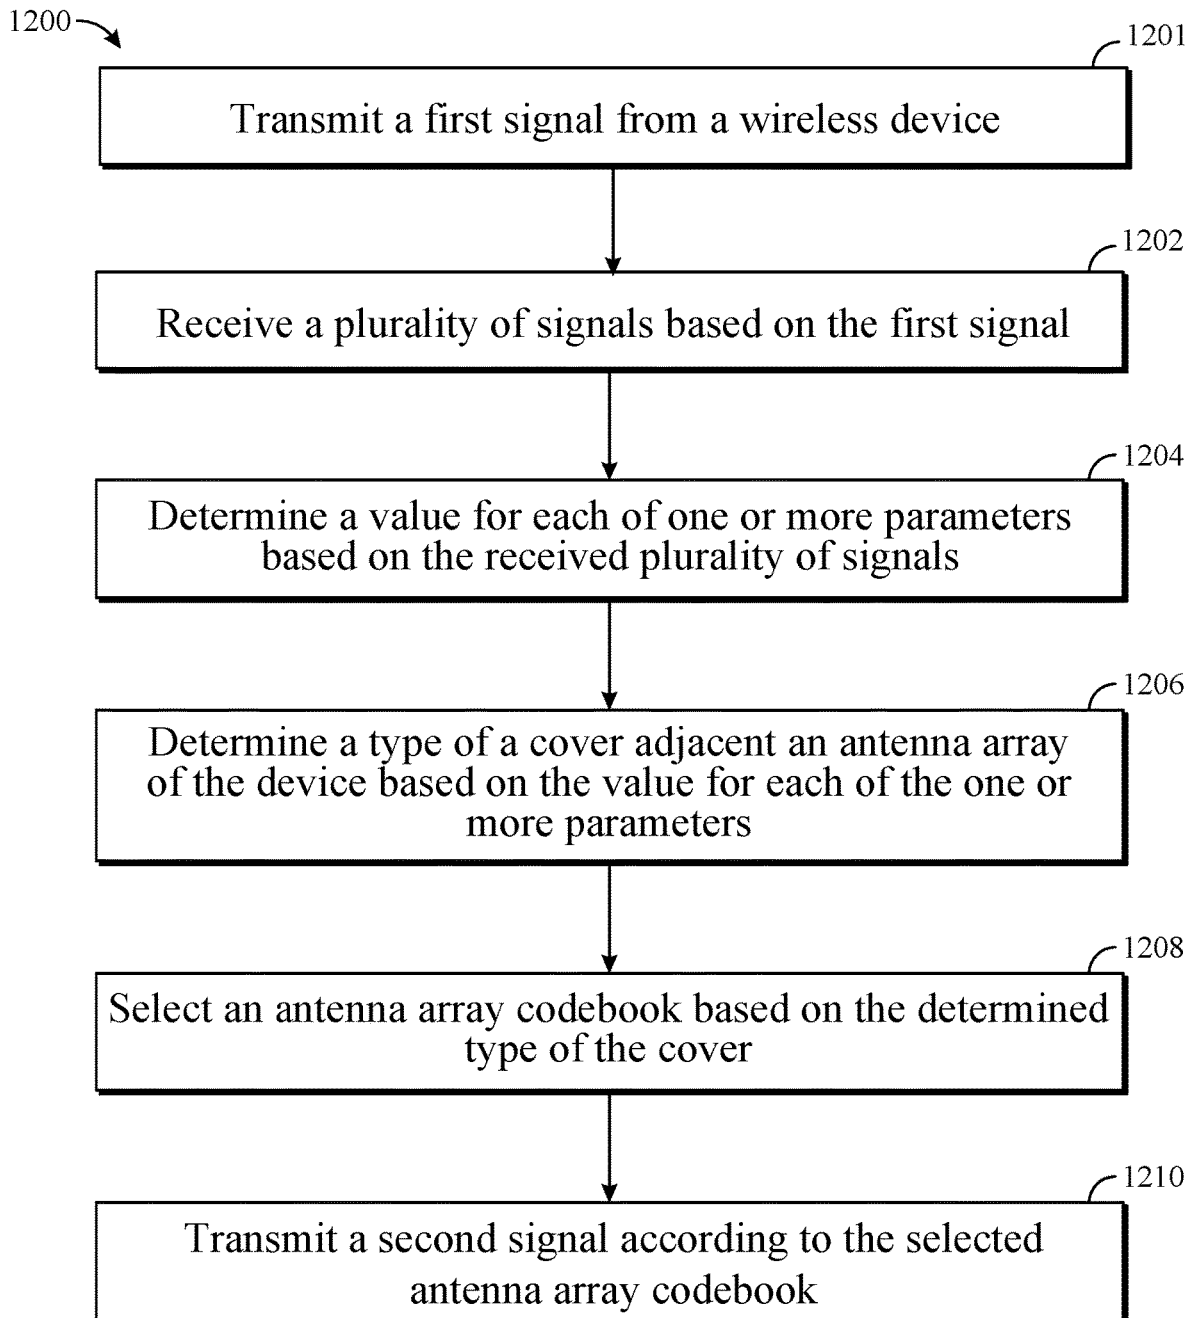 1200
1201
Transmit a first signal from a wireless device
1202
Receive a plurality of signals based on the first signal
1204
Determine a value for each of one or more parameters
based on the received plurality of signals
1206
Determine a type of a cover adjacent an antenna array
of the device based on the value for each of the one or
more parameters
1208
Select an antenna array codebook based on the determined
type of the cover
1210
Transmit a second signal according to the selected
antenna array codebook